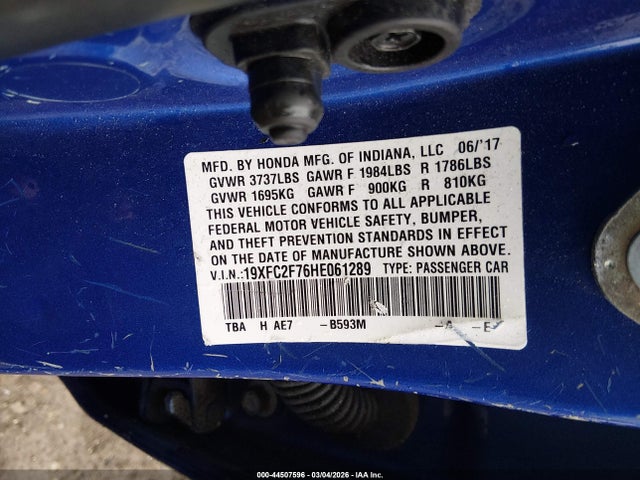 MFD. BY HONDA MFG. OF INDIANA, LLC 06/'17
GVWR 3737LBS GAWR F 1984LBS R 1786LBS
GVWR 1695KG GAWR F 900KG R 810KG
THIS VEHICLE CONFORMS TO ALL APPLICABLE
FEDERAL MOTOR VEHICLE SAFETY, BUMPER,
AND THEFT PREVENTION STANDARDS IN EFFECT
ON THE DATE OF MANUFACTURE SHOWN ABOVE.
V.I.N.:19XFC2F76HE061289 TYPE: PASSENGER CAR
TBA H AE7 -B593M -A -E
000-44507596 - 03/04/2026 - IAA Inc.